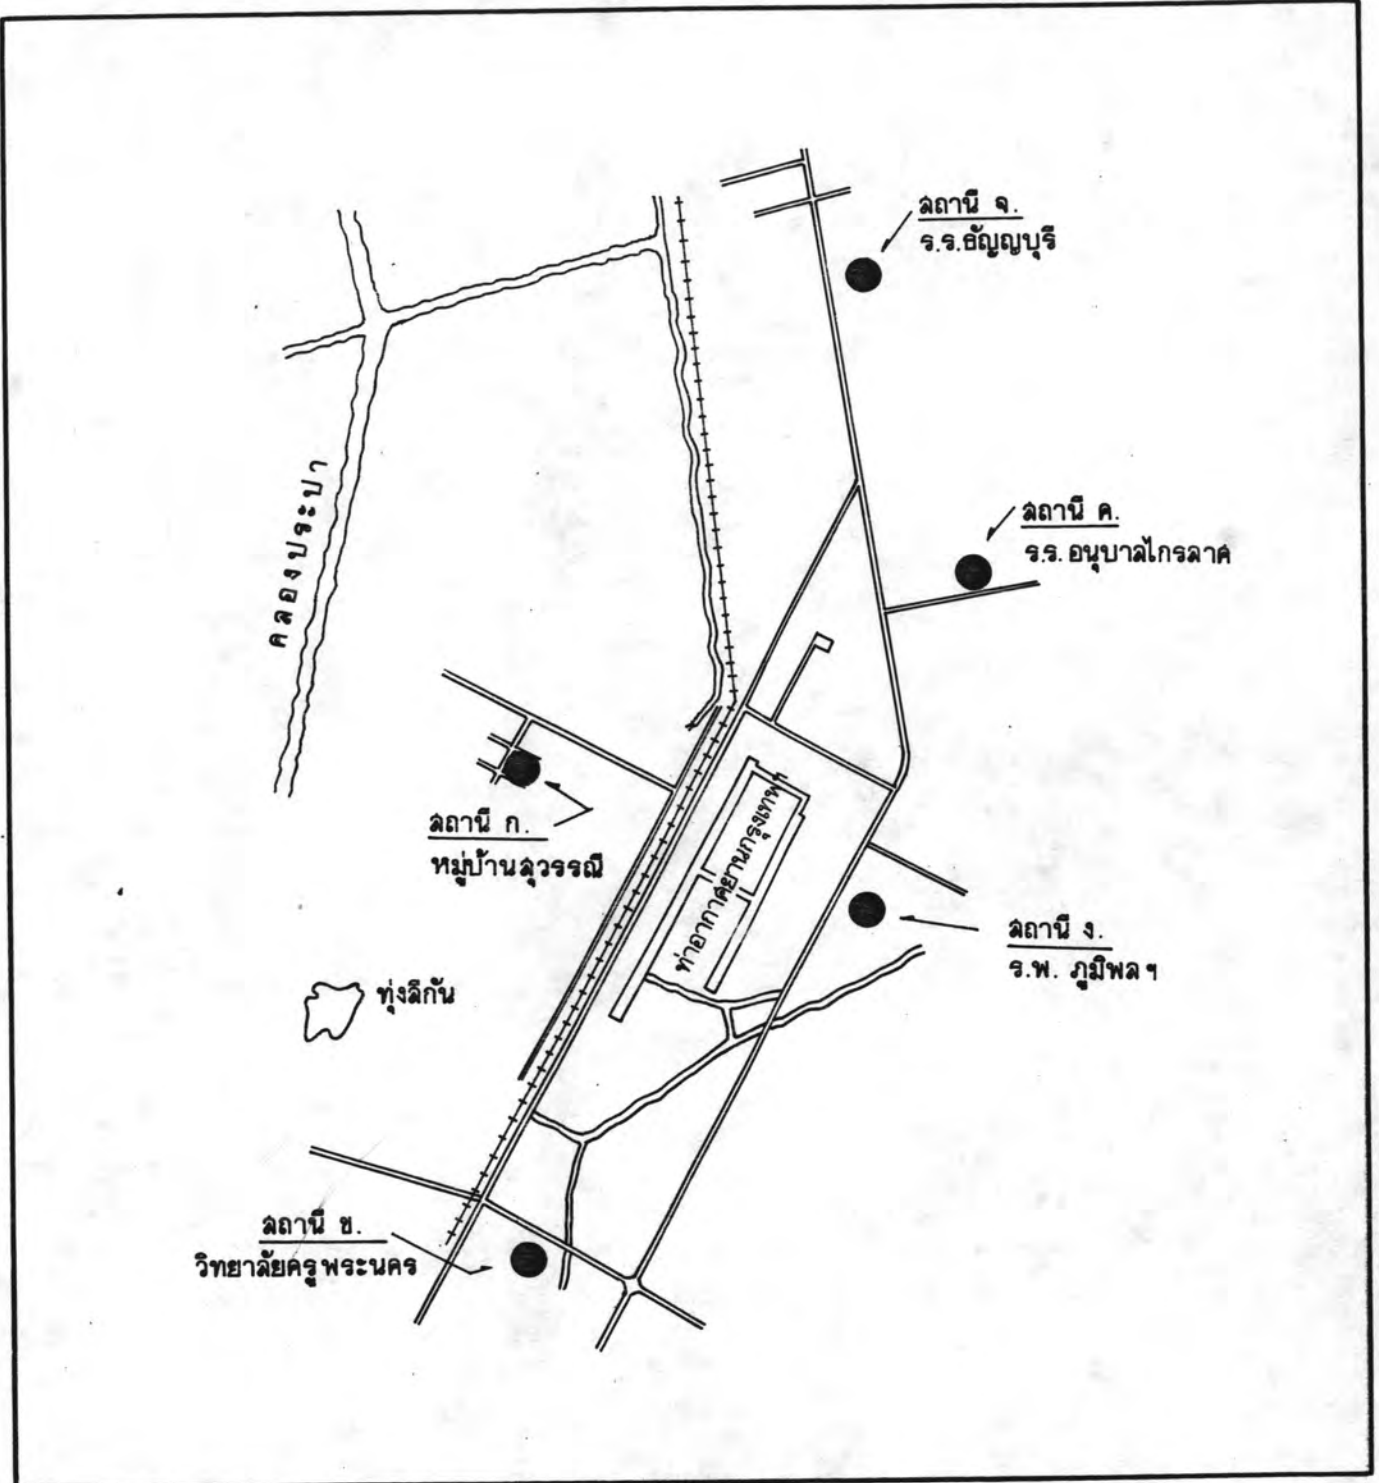 สถานี จ.
ร.ร.ธัญญบุรี
สถานี ค.
ร.ร. อนุบาลไกรลาศ
คลองประปา
สถานี ก.
หมู่บ้านสุวรรณี
ท่าอากาศยานกรุงเทพฯ
สถานี ง.
ร.พ. ภูมิพลฯ
ทุ่งสีกัน
สถานี ข.
วิทยาลัยครูพระนคร